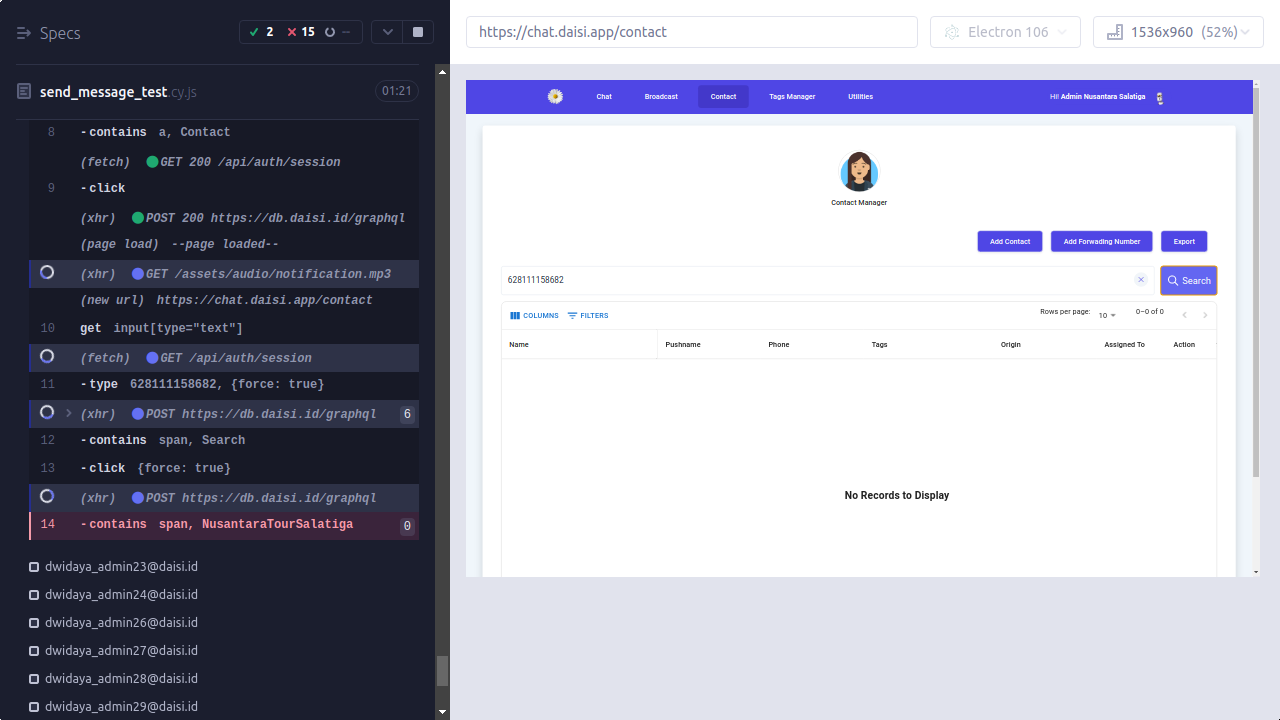 Specs
2
15
--
send_message_test.cy.js
01:21
8 -contains a, Contact
(fetch) GET 200 /api/auth/session
9 -click
(xhr) POST 200 https://db.daisi.id/graphql
(page load) --page loaded--
(xhr) GET /assets/audio/notification.mp3
(new url) https://chat.daisi.app/contact
10 get input[type="text"]
(fetch) GET /api/auth/session
11 -type 628111158682, {force: true}
(xhr) POST https://db.daisi.id/graphql 6
12 -contains span, Search
13 -click {force: true}
(xhr) POST https://db.daisi.id/graphql
14 -contains span, NusantaraTourSalatiga 0
dwidaya_admin23@daisi.id
dwidaya_admin24@daisi.id
dwidaya_admin26@daisi.id
dwidaya_admin27@daisi.id
dwidaya_admin28@daisi.id
dwidaya_admin29@daisi.id
https://chat.daisi.app/contact
Electron 106
1536x960 (52%)
Chat
Broadcast
Contact
Tags Manager
Utilities
Hi! Admin Nusantara Salatiga
Contact Manager
Add Contact
Add Forwading Number
Export
628111158682
Search
COLUMNS
FILTERS
Rows per page:
10
0–0 of 0
Name
Pushname
Phone
Tags
Origin
Assigned To
Action
No Records to Display